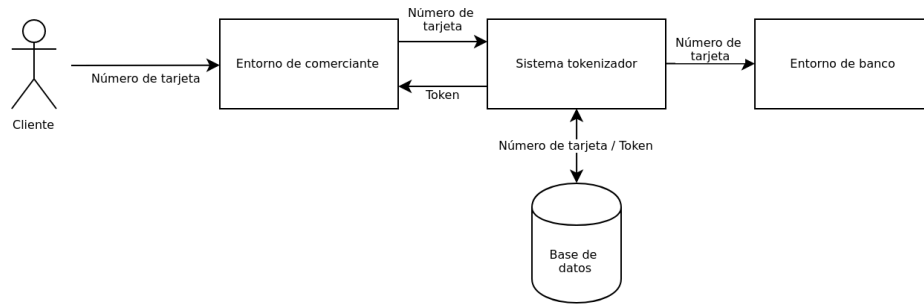 Cliente
Número de tarjeta
Entorno de comerciante
Número de
tarjeta
Token
Sistema tokenizador
Número de
tarjeta
Entorno de banco
Número de tarjeta / Token
Base de
datos